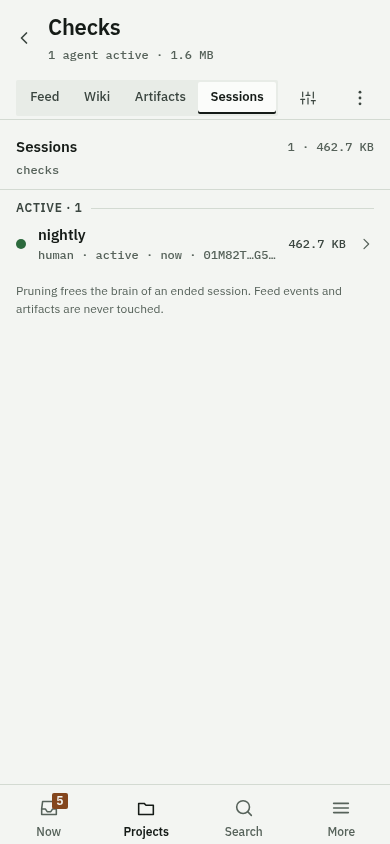 Checks
1 agent active · 1.6 MB
Feed Wiki Artifacts Sessions
Sessions 1 · 462.7 KB
checks
ACTIVE · 1
nightly
human · active · now · 01M82T…G5… 462.7 KB
Pruning frees the brain of an ended session. Feed events and
artifacts are never touched.
5
Now Projects Search More